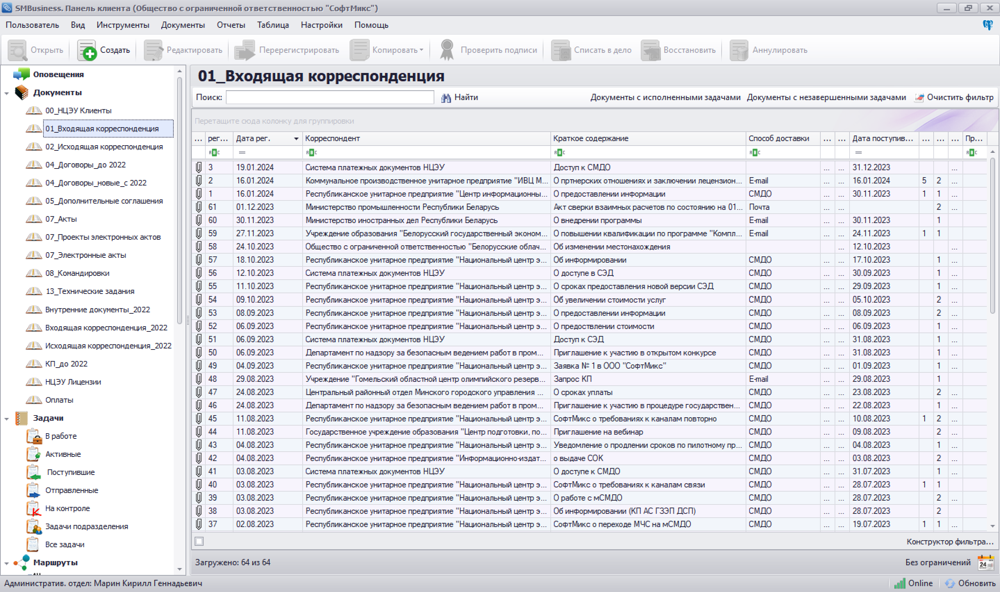 SMBusiness. Панель клиента (Общество с ограниченной ответственностью "СофтМикс")
Пользователь Вид Инструменты Документы Отчеты Таблица Настройки Помощь
Открыть Создать Редактировать Перерегистрировать Копировать Проверить подписи Списать в дело Восстановить Аннулировать
Оповещения
Документы
00_НЦЭУ Клиенты
01_Входящая корреспонденция
02_Исходящая корреспонденция
04_Договоры_до 2022
04_Договоры_новые_с 2022
05_Дополнительные соглашения
07_Акты
07_Проекты электронных актов
07_Электронные акты
08_Командировки
13_Технические задания
Внутренние документы_2022
Входящая корреспонденция_2022
Исходящая корреспонденция_2022
КП_до 2022
НЦЭУ Лицензии
Оплаты
Задачи
В работе
Активные
Поступившие
Отправленные
На контроле
Задачи подразделения
Все задачи
Маршруты
01_Входящая корреспонденция
Поиск: Найти Документы с исполненными задачами Документы с незавершенными задачами Очистить фильтр
Перетащите сюда колонку для группировки
... рег... Дата рег. Корреспондент Краткое содержание Способ доставки ... ... Дата поступив... ... ... ... Пр...
ABC = ABC ABC ABC = ABC
3 19.01.2024 Система платежных документов НЦЭУ Доступ к СМДО ... ... 31.12.2023 ...
2 16.01.2024 Коммунальное производственное унитарное предприятие "ИВЦ М... О пртнерских отношениях и заключении леценzион... E-mail ... ... 16.01.2024 5 2 ...
1 16.01.2024 Республиканское унитарное предприятие "Центр информационны... О предоставлении информации СМДО ... ... 30.11.2023 1 1 ...
61 01.12.2023 Министерство промышленности Республики Беларусь Акт сверки взаимных расчетов по состоянию на 01... Почта ... ... 2 ...
60 30.11.2023 Министерство иностранных дел Республики Беларусь О внедрении программы E-mail ... ... 30.11.2023 1
59 27.11.2023 Учреждение образования "Белорусский государственный эконом... О повышении квалификации по программе "Компл... E-mail ... ... 24.11.2023 1 1
58 24.10.2023 Общество с ограниченной ответственностью "Белорусские облач... Об изменении местонахождения ... 12.10.2023 ...
57 18.10.2023 Республиканское унитарное предприятие "Национальный центр э... Об информировании СМДО ... ... 17.10.2023 1 ...
56 12.10.2023 Система платежных документов НЦЭУ О доступе в СЭД СМДО ... ... 30.09.2023 1 ...
55 11.10.2023 Республиканское унитарное предприятие "Национальный центр э... О сроках предоставления новой версии СЭД СМДО ... ... 29.09.2023 1 ...
54 09.10.2023 Республиканское унитарное предприятие "Национальный центр э... Об увеличении стоимости услуг СМДО ... ... 05.10.2023 2 ...
53 08.09.2023 Республиканское унитарное предприятие "Национальный центр э... О предоставлении информации СМДО ... ... 08.09.2023 2 ...
52 06.09.2023 Республиканское унитарное предприятие "Национальный центр э... О предоствлении стоимости СМДО ... ... 06.09.2023 1 ...
51 06.09.2023 Система платежных документов НЦЭУ Доступ к СЭД СМДО ... ... 31.08.2023 1 ...
50 06.09.2023 Департамент по надзору за безопасным ведением работ в пром... Приглашение к участию в открытом конкурсе СМДО ... ... 31.08.2023 1 ...
49 04.09.2023 Республиканское унитарное предприятие "Национальный центр э... Заявка № 1 в ООО "СофтМикс" СМДО ... ... 01.09.2023 1 ...
48 29.08.2023 Учреждение "Гомельский областной центр олимпийского резерв... Запрос КП E-mail ... ... 29.08.2023 1
47 24.08.2023 Центральный районный отдел Минского городского управления ... О сроках уплаты СМДО ... ... 23.08.2023 2 ...
46 24.08.2023 Департамент по надзору за безопасным ведением работ в пром... Приглашение к участию в процедуре государствен... СМДО ... ... 22.08.2023 1 ...
45 11.08.2023 Республиканское унитарное предприятие "Национальный центр э... СофтМикс о требованиях к каналам повторно СМДО ... ... 10.08.2023 1 2 ...
44 11.08.2023 Государственное учреждение образования "Центр подготовки, по... Приглашение на вебинар СМДО ... ... 09.08.2023 2 ...
43 04.08.2023 Республиканское унитарное предприятие "Национальный центр э... Уведомление о продлении сроков по пилотному пр... СМДО ... ... 04.08.2023 1 ...
42 04.08.2023 Республиканское унитарное предприятие "Информационно-издат... о выдаче СОК СМДО ... ... 03.08.2023 2 ...
41 03.08.2023 Система платежных документов НЦЭУ О доступе к СМДО СМДО ... ... 31.07.2023 1 ...
40 03.08.2023 Республиканское унитарное предприятие "Национальный центр э... СофтМикс о требованиях к каналам связи СМДО ... ... 28.07.2023 1 1 ...
39 03.08.2023 Республиканское унитарное предприятие "Национальный центр э... О работе с мСМДО СМДО ... ... 28.07.2023 2 ...
38 03.08.2023 Республиканское унитарное предприятие "Национальный центр э... Об информировании (КП АС ГЗЭП ДСП) СМДО ... ... 28.07.2023 2
37 02.08.2023 Республиканское унитарное предприятие "Национальный центр э... СофтМикс о переходе МЧС на мСМДО СМДО ... ... 19.07.2023 1 1 ...
Конструктор фильтра...
Загружено: 64 из 64 Без ограничений 24
Административ. отдел: Марин Кирилл Геннадьевич Online Обновить